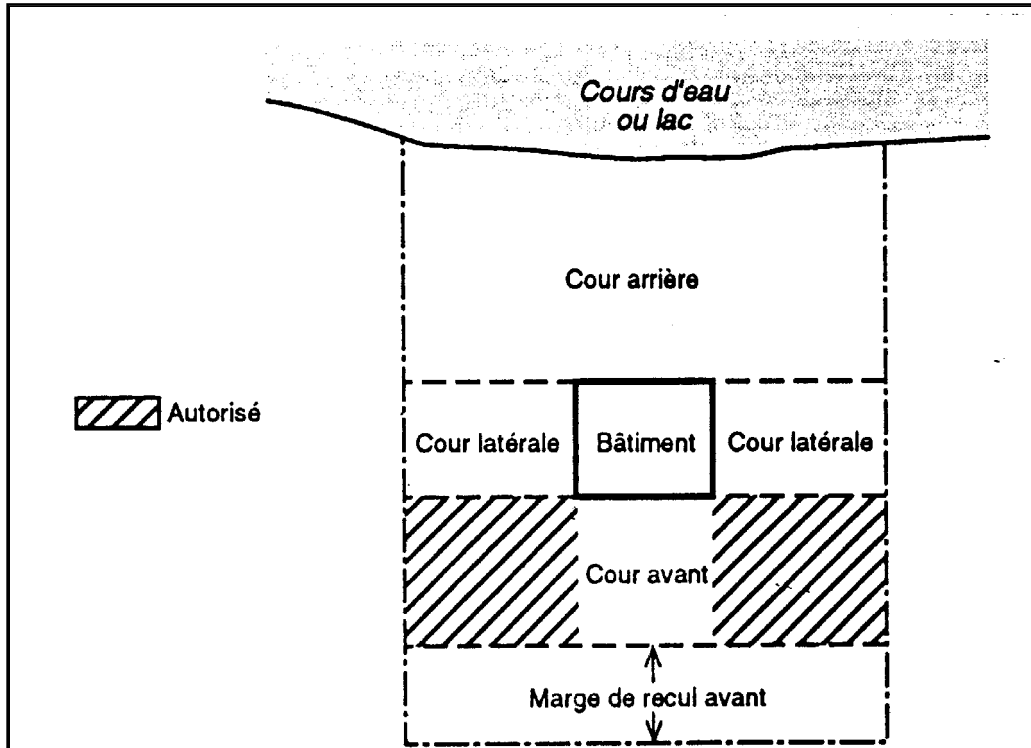 Cours d'eau
ou lac
Cour arrière
Autorisé
Cour latérale
Bâtiment
Cour latérale
Cour avant
Marge de recul avant